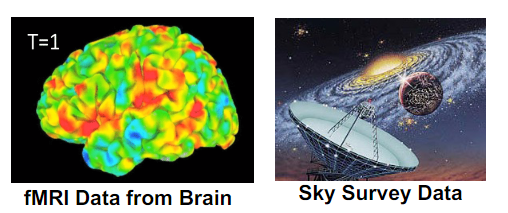 T=1
fMRI Data from Brain
Sky Survey Data